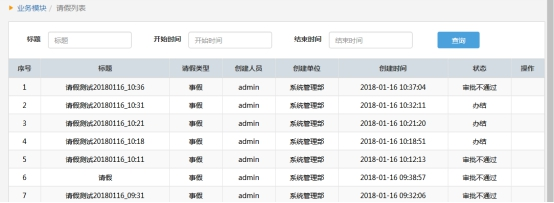 业务模块 / 请假列表
标题 标题 开始时间 开始时间 结束时间 结束时间 查询
序号 标题 请假类型 创建人员 创建单位 创建时间 状态 操作
1 请假测试20180116_10:36 事假 admin 系统管理部 2018-01-16 10:37:04 审批不通过
2 请假测试20180116_10:31 事假 admin 系统管理部 2018-01-16 10:32:11 办结
3 请假测试20180116_10:21 事假 admin 系统管理部 2018-01-16 10:21:20 办结
4 请假测试20180116_10:18 事假 admin 系统管理部 2018-01-16 10:18:51 办结
5 请假测试20180116_10:11 事假 admin 系统管理部 2018-01-16 10:12:13 审批不通过
6 请假 事假 admin 系统管理部 2018-01-16 09:38:57 审批不通过
7 请假测试20180116_09:31 事假 admin 系统管理部 2018-01-16 09:32:06 审批不通过